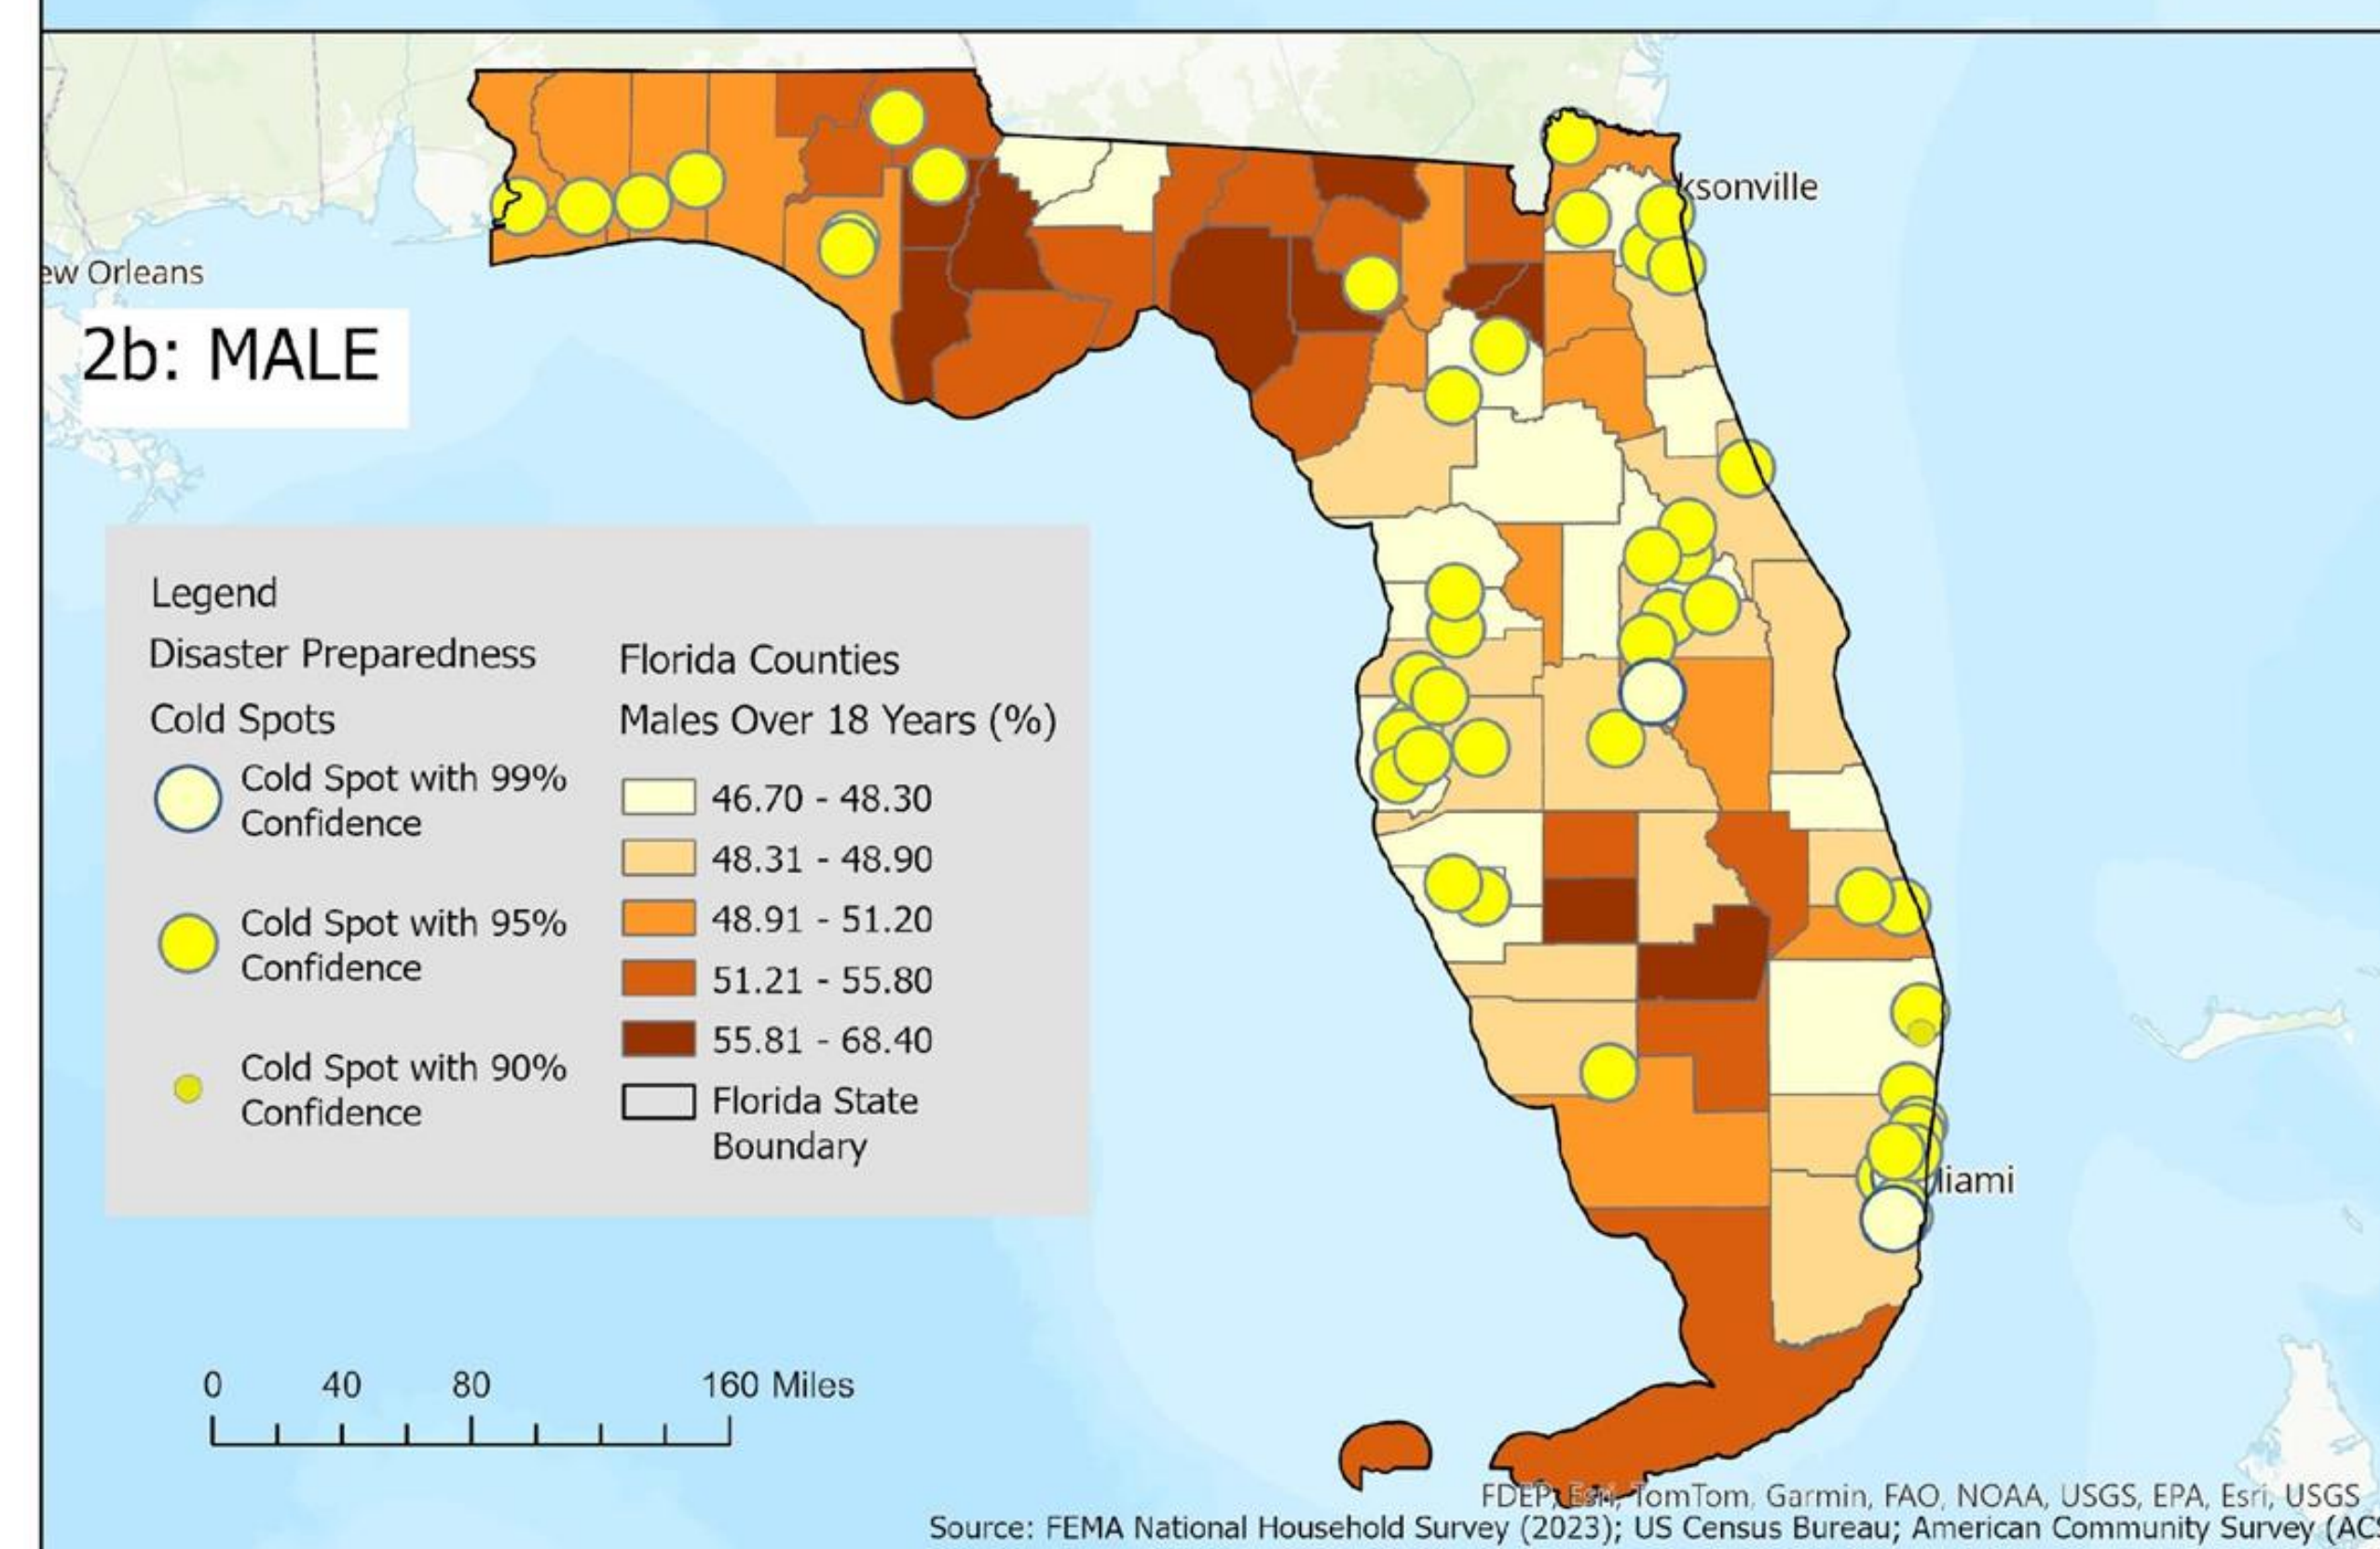 ksonville
ew Orleans
2b: MALE
Legend
Disaster Preparedness
Cold Spots
Cold Spot with 99%
Confidence
Cold Spot with 95%
Confidence
Cold Spot with 90%
Confidence
Florida Counties
Males Over 18 Years (%)
46.70 - 48.30
48.31 - 48.90
48.91 - 51.20
51.21 - 55.80
55.81 - 68.40
Florida State
Boundary
liami
0 40 80 160 Miles
FDEP, Esri, TomTom, Garmin, FAO, NOAA, USGS, EPA, Esri, USGS
Source: FEMA National Household Survey (2023); US Census Bureau; American Community Survey (ACS